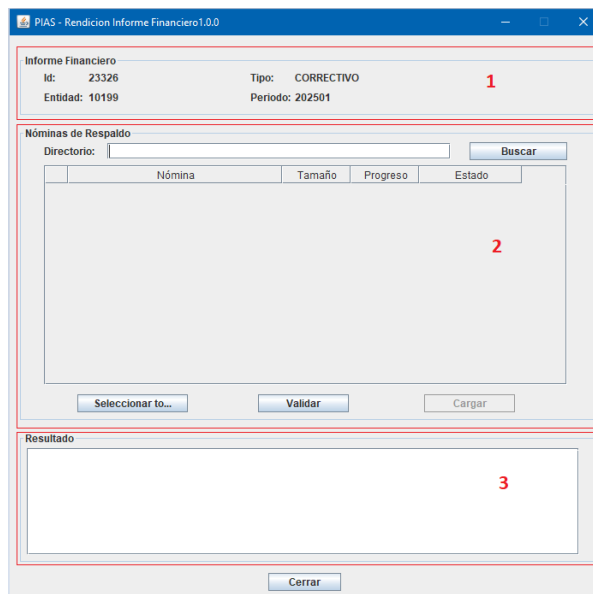 PIAS - Rendicion Informe Financiero1.0.0
Informe Financiero
Id: 23326 Tipo: CORRECTIVO
1
Entidad: 10199 Periodo: 202501
Nóminas de Respaldo
Directorio: Buscar
Nómina Tamaño Progreso Estado
2
Seleccionar to... Validar Cargar
Resultado
3
Cerrar